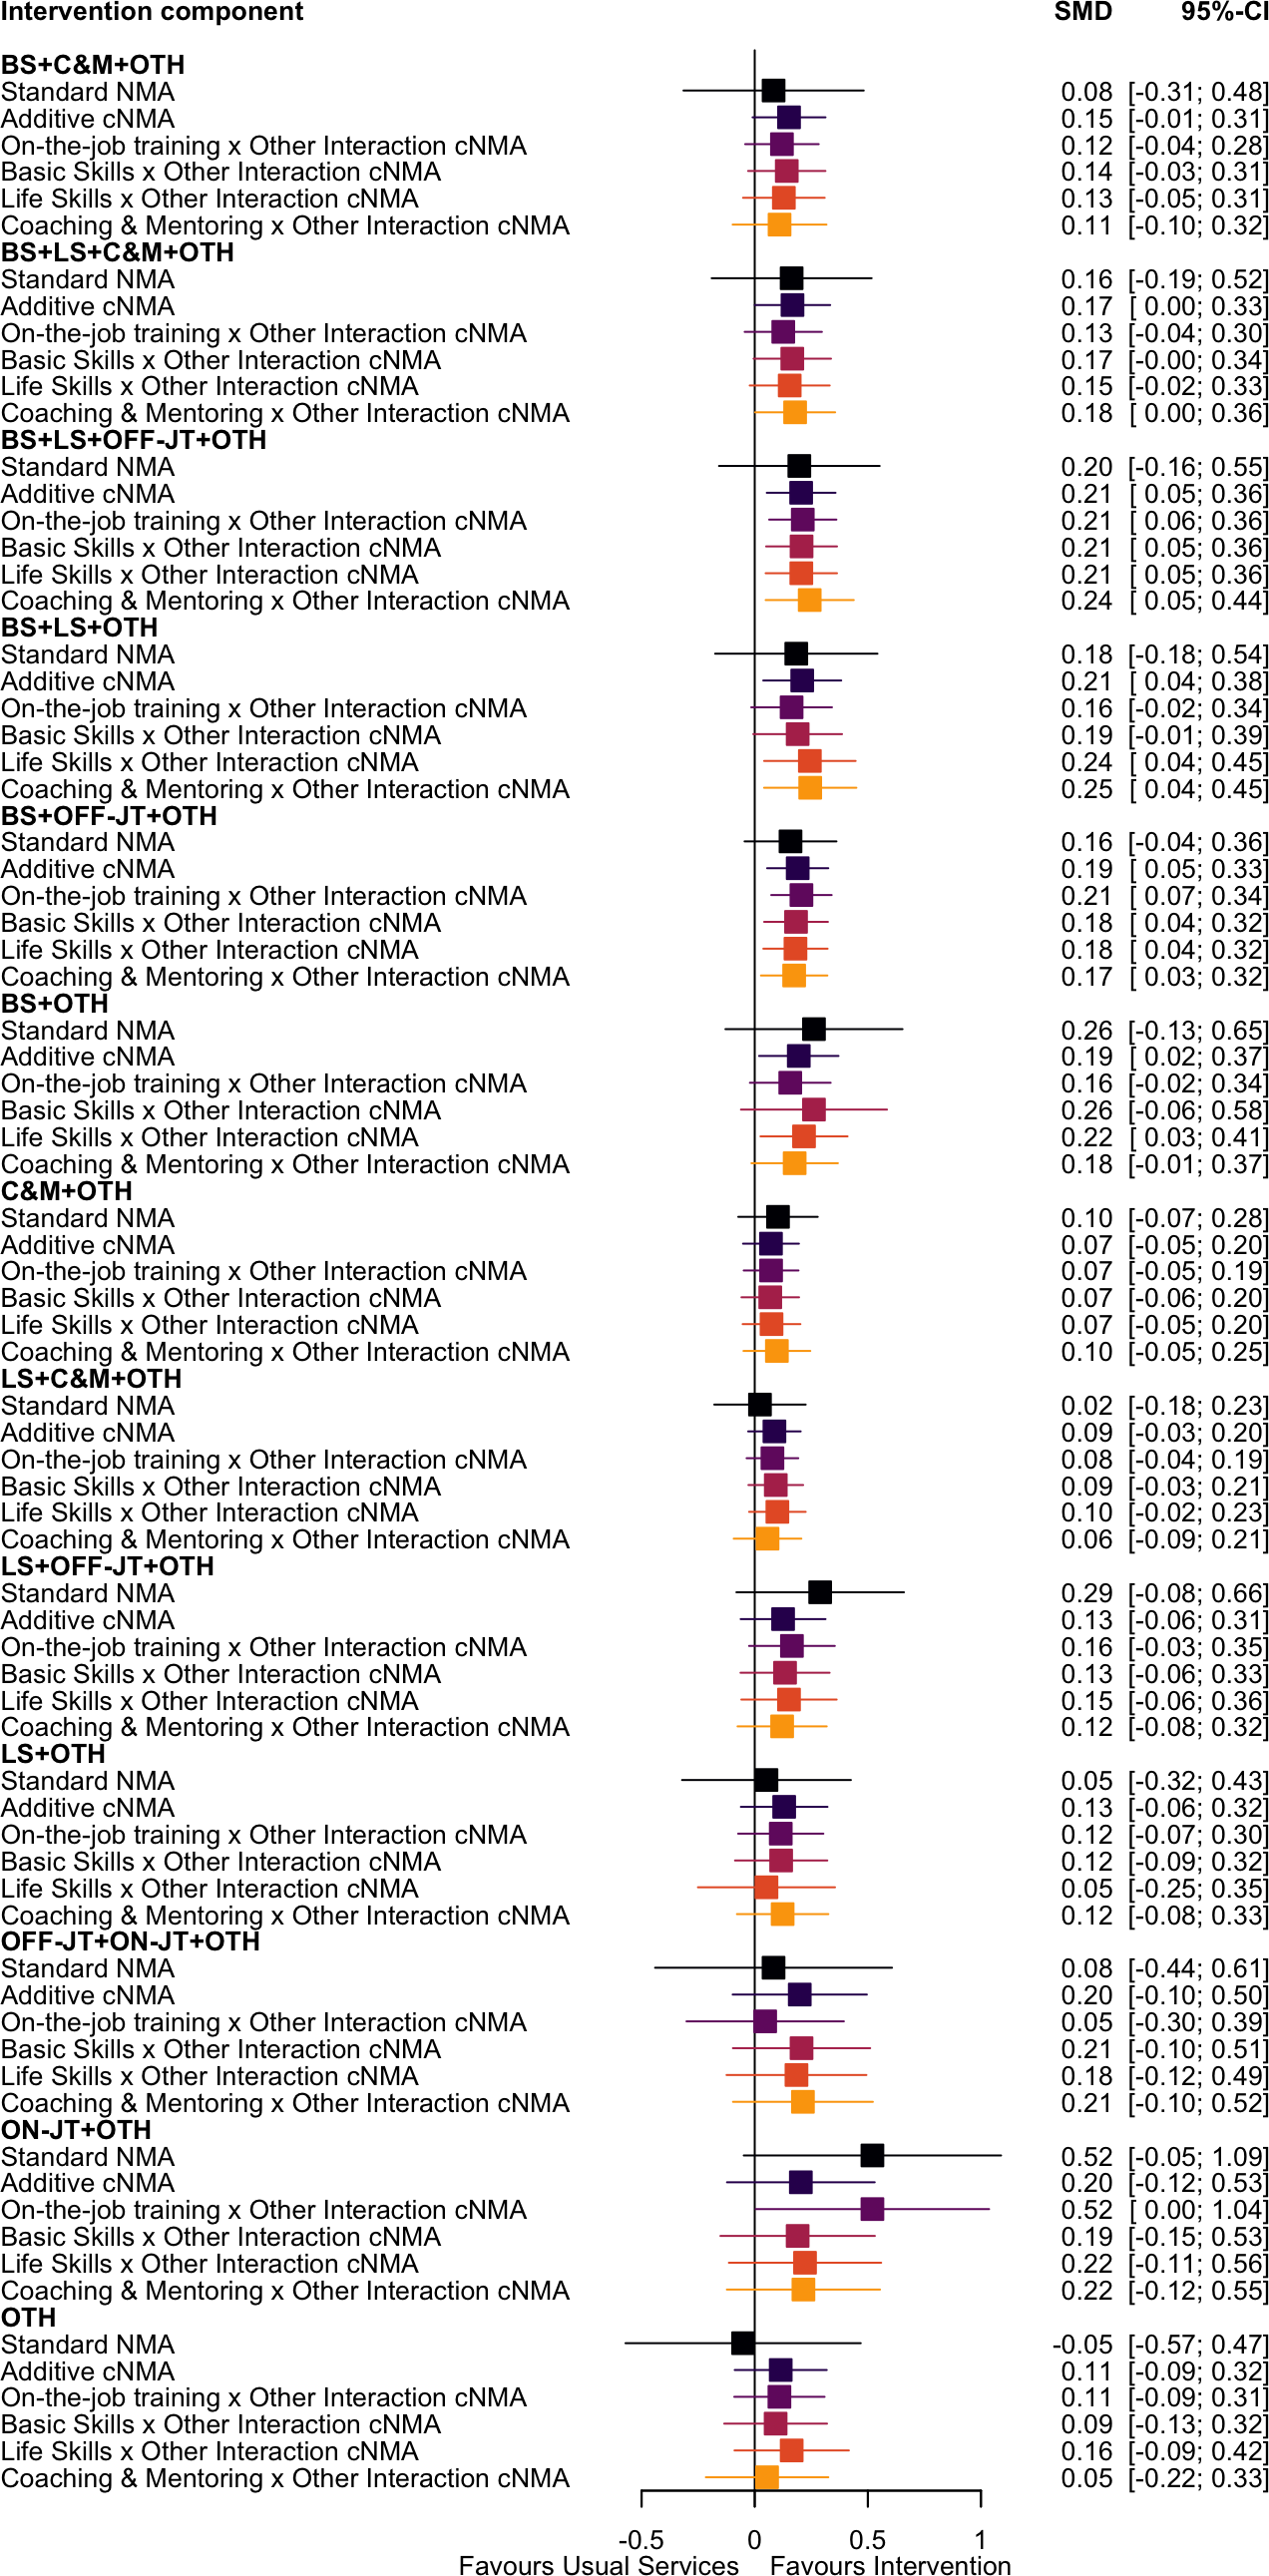 Intervention component SMD 95%-CI
BS+C&M+OTH
Standard NMA 0.08 [-0.31; 0.48]
Additive cNMA 0.15 [-0.01; 0.31]
On-the-job training x Other Interaction cNMA 0.12 [-0.04; 0.28]
Basic Skills x Other Interaction cNMA 0.14 [-0.03; 0.31]
Life Skills x Other Interaction cNMA 0.13 [-0.05; 0.31]
Coaching & Mentoring x Other Interaction cNMA 0.11 [-0.10; 0.32]
BS+LS+C&M+OTH
Standard NMA 0.16 [-0.19; 0.52]
Additive cNMA 0.17 [ 0.00; 0.33]
On-the-job training x Other Interaction cNMA 0.13 [-0.04; 0.30]
Basic Skills x Other Interaction cNMA 0.17 [-0.00; 0.34]
Life Skills x Other Interaction cNMA 0.15 [-0.02; 0.33]
Coaching & Mentoring x Other Interaction cNMA 0.18 [ 0.00; 0.36]
BS+LS+OFF-JT+OTH
Standard NMA 0.20 [-0.16; 0.55]
Additive cNMA 0.21 [ 0.05; 0.36]
On-the-job training x Other Interaction cNMA 0.21 [ 0.06; 0.36]
Basic Skills x Other Interaction cNMA 0.21 [ 0.05; 0.36]
Life Skills x Other Interaction cNMA 0.21 [ 0.05; 0.36]
Coaching & Mentoring x Other Interaction cNMA 0.24 [ 0.05; 0.44]
BS+LS+OTH
Standard NMA 0.18 [-0.18; 0.54]
Additive cNMA 0.21 [ 0.04; 0.38]
On-the-job training x Other Interaction cNMA 0.16 [-0.02; 0.34]
Basic Skills x Other Interaction cNMA 0.19 [-0.01; 0.39]
Life Skills x Other Interaction cNMA 0.24 [ 0.04; 0.45]
Coaching & Mentoring x Other Interaction cNMA 0.25 [ 0.04; 0.45]
BS+OFF-JT+OTH
Standard NMA 0.16 [-0.04; 0.36]
Additive cNMA 0.19 [ 0.05; 0.33]
On-the-job training x Other Interaction cNMA 0.21 [ 0.07; 0.34]
Basic Skills x Other Interaction cNMA 0.18 [ 0.04; 0.32]
Life Skills x Other Interaction cNMA 0.18 [ 0.04; 0.32]
Coaching & Mentoring x Other Interaction cNMA 0.17 [ 0.03; 0.32]
BS+OTH
Standard NMA 0.26 [-0.13; 0.65]
Additive cNMA 0.19 [ 0.02; 0.37]
On-the-job training x Other Interaction cNMA 0.16 [-0.02; 0.34]
Basic Skills x Other Interaction cNMA 0.26 [-0.06; 0.58]
Life Skills x Other Interaction cNMA 0.22 [ 0.03; 0.41]
Coaching & Mentoring x Other Interaction cNMA 0.18 [-0.01; 0.37]
C&M+OTH
Standard NMA 0.10 [-0.07; 0.28]
Additive cNMA 0.07 [-0.05; 0.20]
On-the-job training x Other Interaction cNMA 0.07 [-0.05; 0.19]
Basic Skills x Other Interaction cNMA 0.07 [-0.06; 0.20]
Life Skills x Other Interaction cNMA 0.07 [-0.05; 0.20]
Coaching & Mentoring x Other Interaction cNMA 0.10 [-0.05; 0.25]
LS+C&M+OTH
Standard NMA 0.02 [-0.18; 0.23]
Additive cNMA 0.09 [-0.03; 0.20]
On-the-job training x Other Interaction cNMA 0.08 [-0.04; 0.19]
Basic Skills x Other Interaction cNMA 0.09 [-0.03; 0.21]
Life Skills x Other Interaction cNMA 0.10 [-0.02; 0.23]
Coaching & Mentoring x Other Interaction cNMA 0.06 [-0.09; 0.21]
LS+OFF-JT+OTH
Standard NMA 0.29 [-0.08; 0.66]
Additive cNMA 0.13 [-0.06; 0.31]
On-the-job training x Other Interaction cNMA 0.16 [-0.03; 0.35]
Basic Skills x Other Interaction cNMA 0.13 [-0.06; 0.33]
Life Skills x Other Interaction cNMA 0.15 [-0.06; 0.36]
Coaching & Mentoring x Other Interaction cNMA 0.12 [-0.08; 0.32]
LS+OTH
Standard NMA 0.05 [-0.32; 0.43]
Additive cNMA 0.13 [-0.06; 0.32]
On-the-job training x Other Interaction cNMA 0.12 [-0.07; 0.30]
Basic Skills x Other Interaction cNMA 0.12 [-0.09; 0.32]
Life Skills x Other Interaction cNMA 0.05 [-0.25; 0.35]
Coaching & Mentoring x Other Interaction cNMA 0.12 [-0.08; 0.33]
OFF-JT+ON-JT+OTH
Standard NMA 0.08 [-0.44; 0.61]
Additive cNMA 0.20 [-0.10; 0.50]
On-the-job training x Other Interaction cNMA 0.05 [-0.30; 0.39]
Basic Skills x Other Interaction cNMA 0.21 [-0.10; 0.51]
Life Skills x Other Interaction cNMA 0.18 [-0.12; 0.49]
Coaching & Mentoring x Other Interaction cNMA 0.21 [-0.10; 0.52]
ON-JT+OTH
Standard NMA 0.52 [-0.05; 1.09]
Additive cNMA 0.20 [-0.12; 0.53]
On-the-job training x Other Interaction cNMA 0.52 [ 0.00; 1.04]
Basic Skills x Other Interaction cNMA 0.19 [-0.15; 0.53]
Life Skills x Other Interaction cNMA 0.22 [-0.11; 0.56]
Coaching & Mentoring x Other Interaction cNMA 0.22 [-0.12; 0.55]
OTH
Standard NMA -0.05 [-0.57; 0.47]
Additive cNMA 0.11 [-0.09; 0.32]
On-the-job training x Other Interaction cNMA 0.11 [-0.09; 0.31]
Basic Skills x Other Interaction cNMA 0.09 [-0.13; 0.32]
Life Skills x Other Interaction cNMA 0.16 [-0.09; 0.42]
Coaching & Mentoring x Other Interaction cNMA 0.05 [-0.22; 0.33]
-0.5 0 0.5 1
Favours Usual Services Favours Intervention